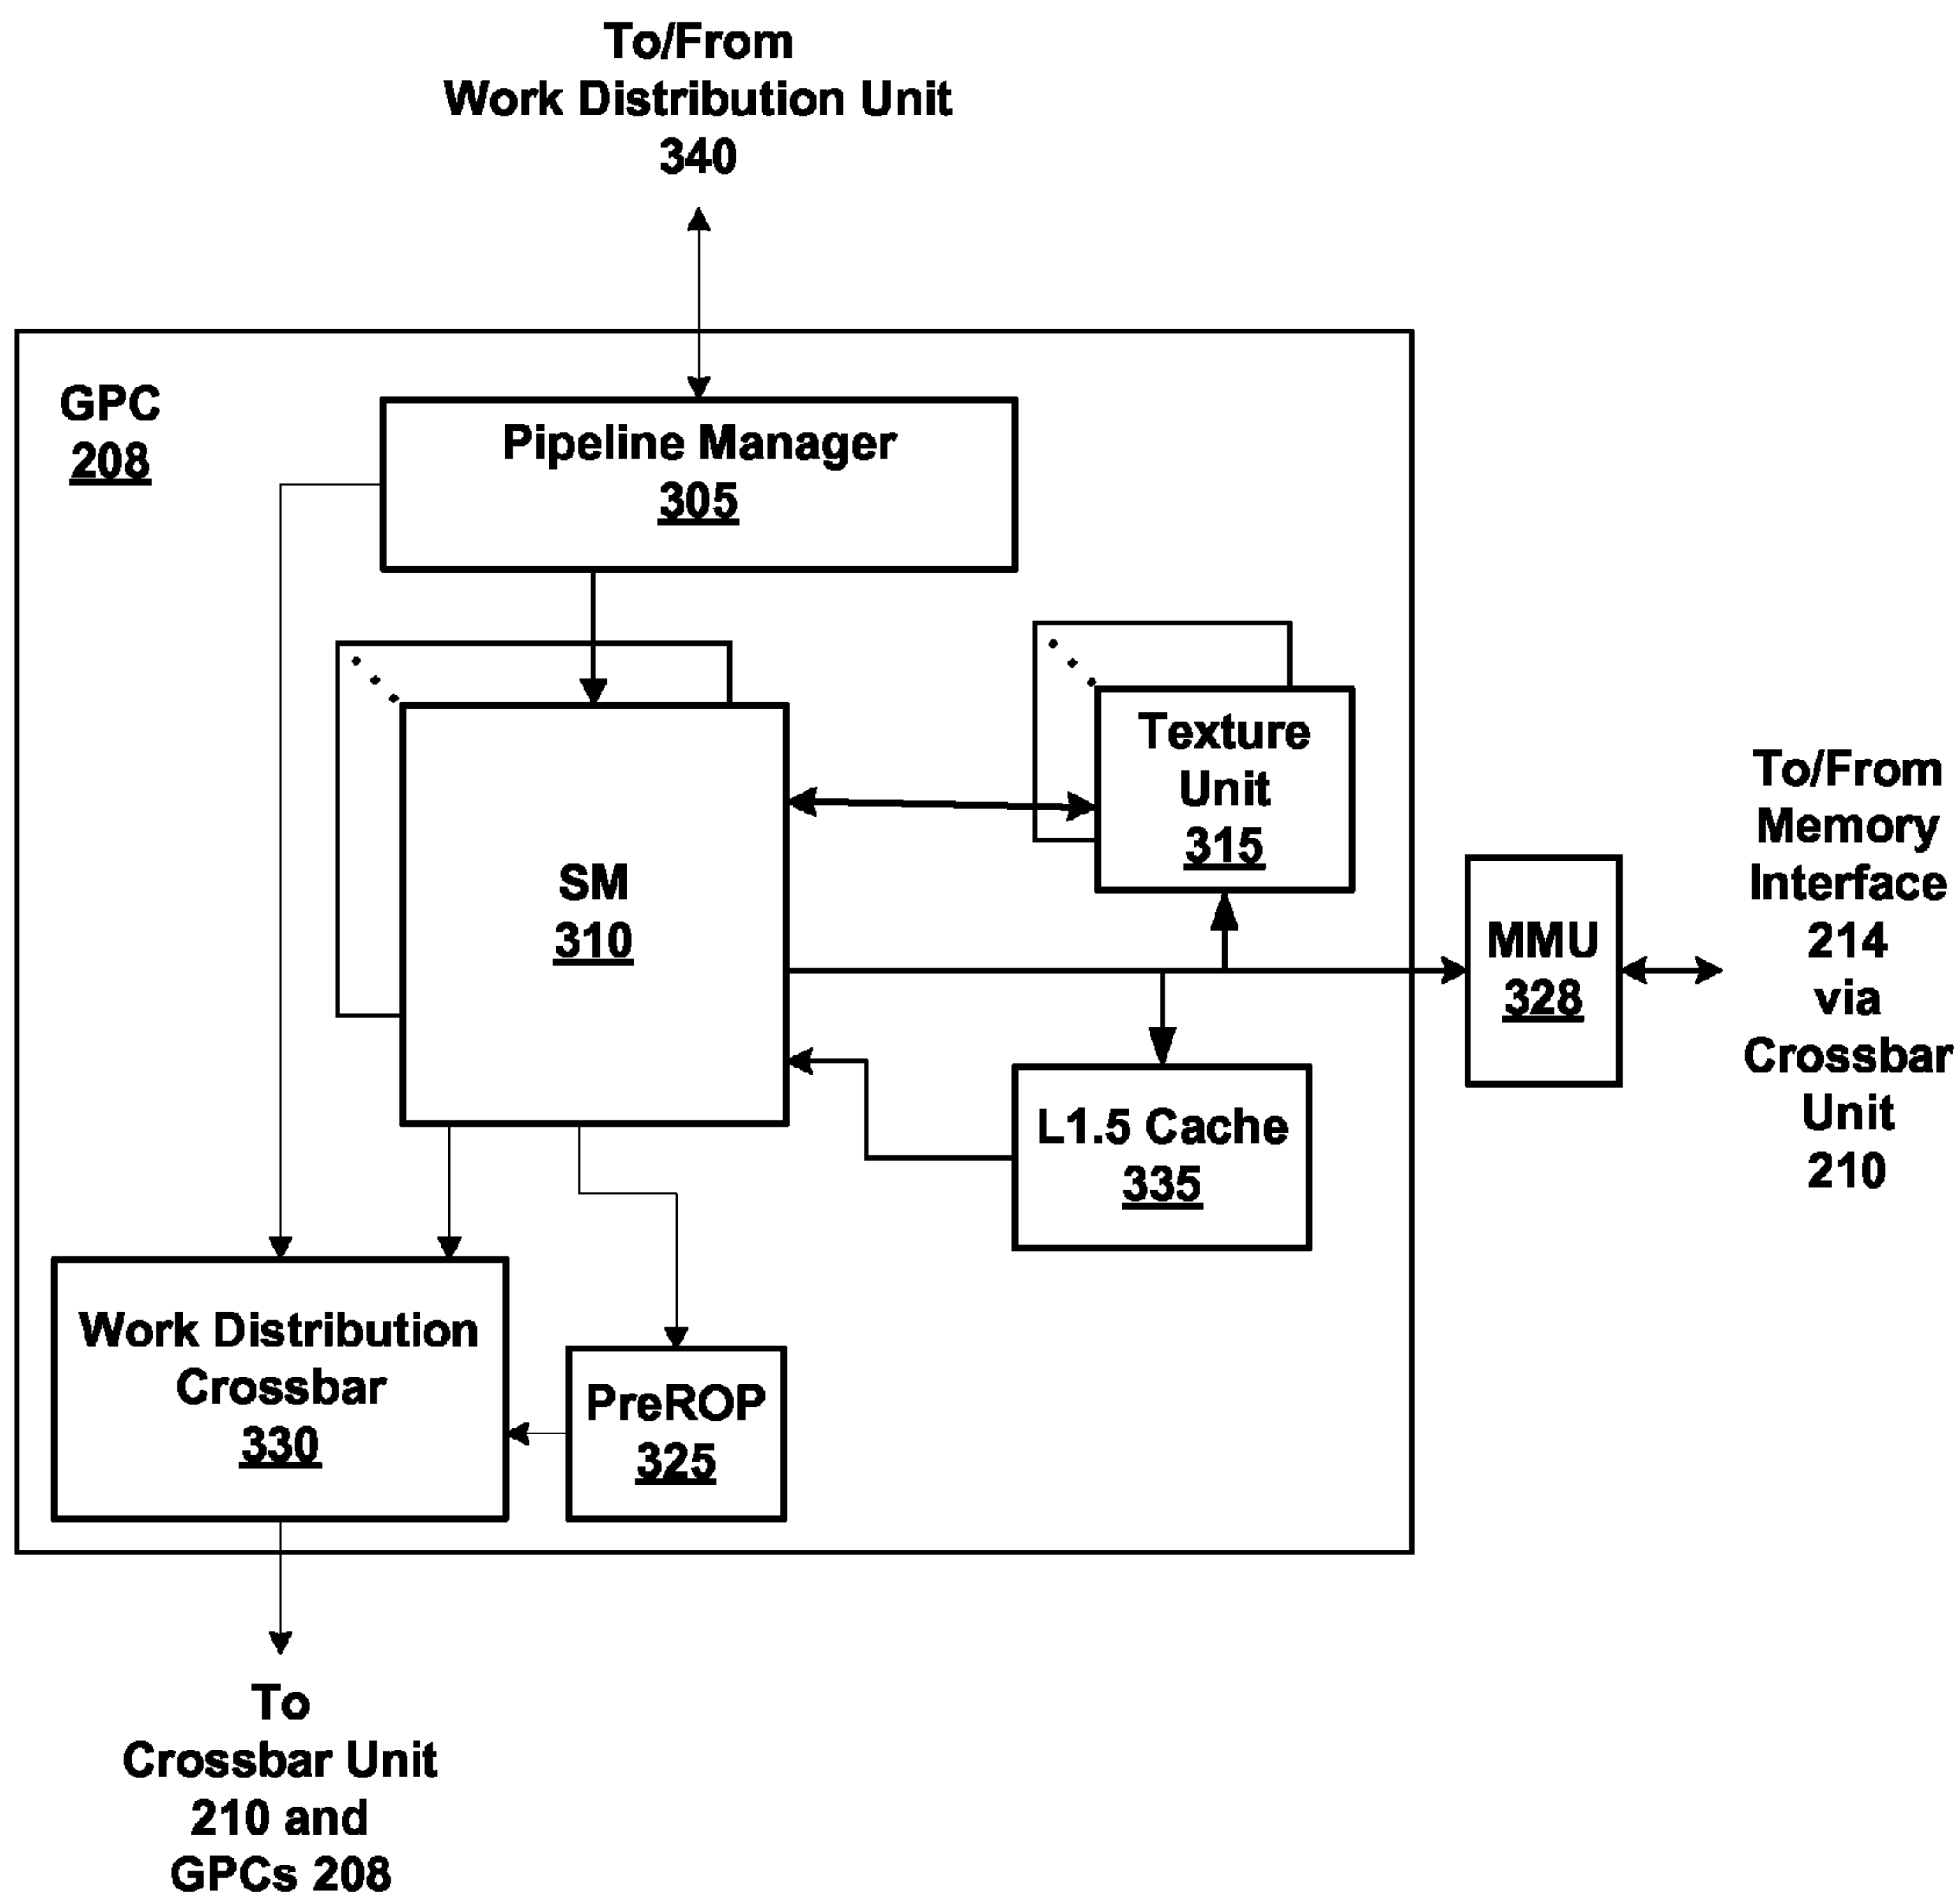 To/From
Work Distribution Unit
340
GPC
208
Pipeline Manager
305
Texture
Unit
315
SM
310
To/From
Memory
Interface
214
via
Crossbar
Unit
210
MMU
328
L1.5 Cache
335
Work Distribution
Crossbar
330
PreROP
325
To
Crossbar Unit
210 and
GPCs 208